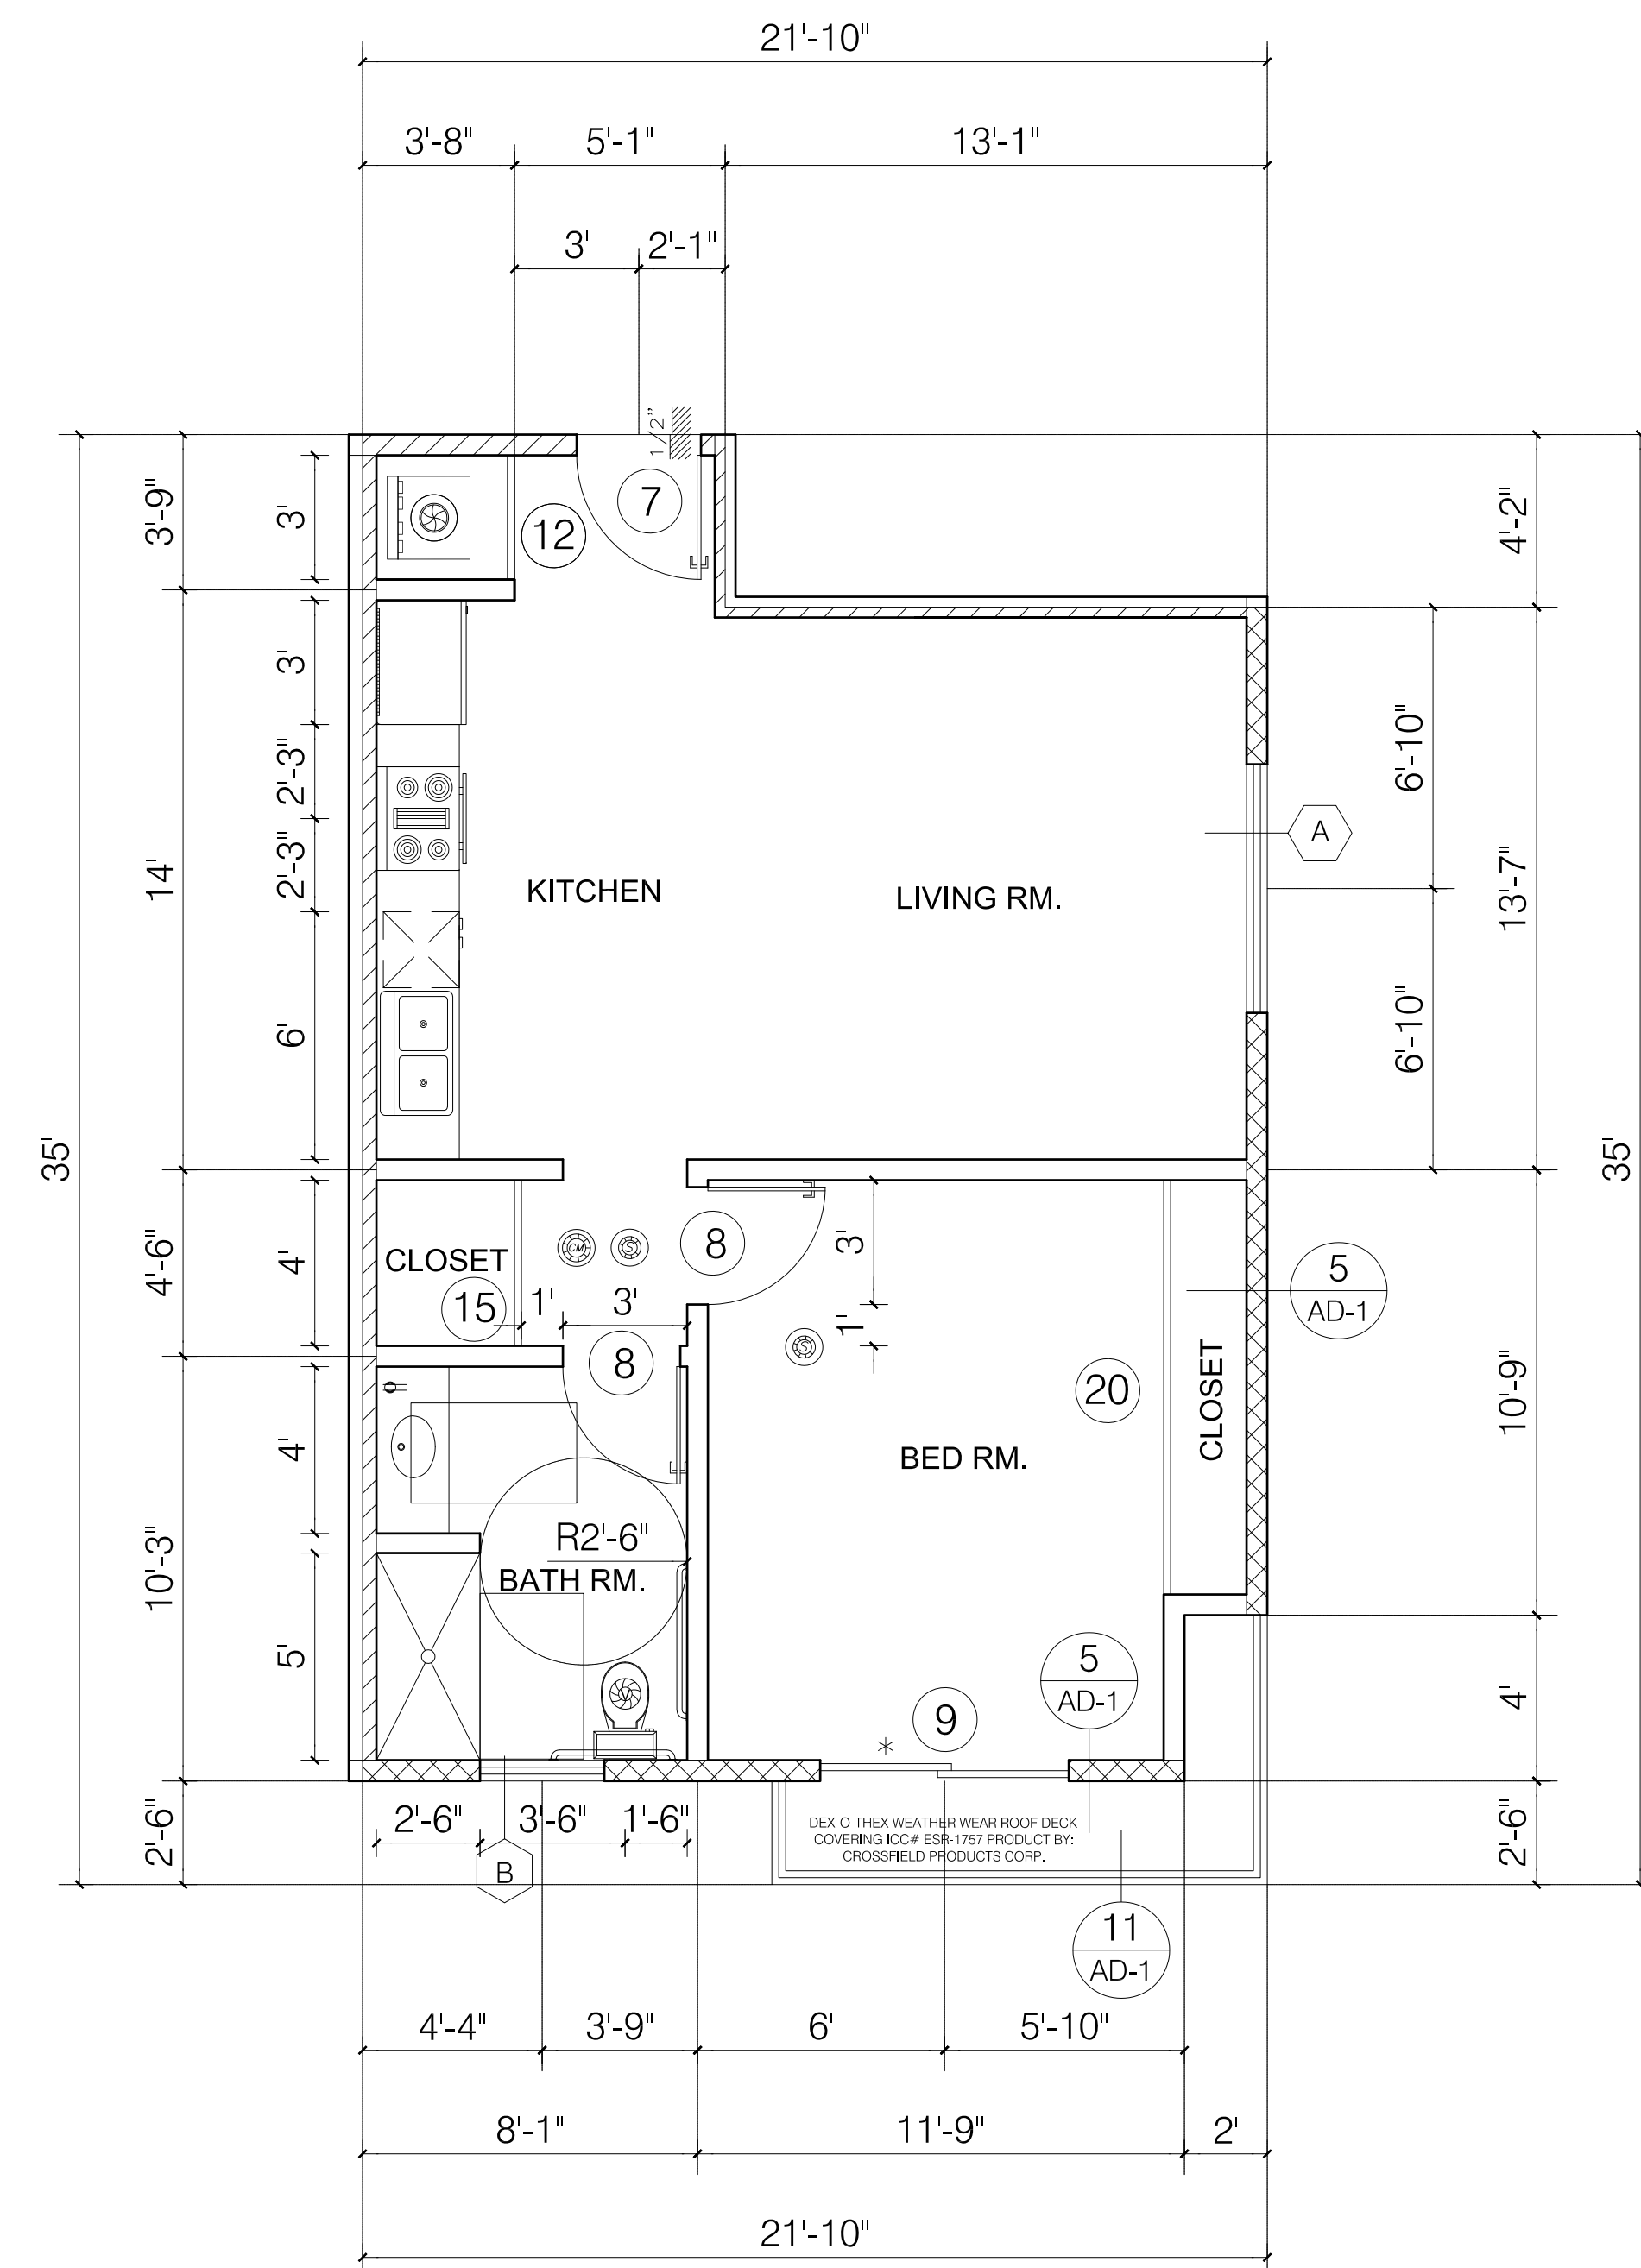 21'-10"
3'-8" 5'-1" 13'-1"
3' 2'-1"
1/2"
7
12
3'-9"
3'
4'-2"
3'
2'-3"
2'-3"
14'
6'
6'-10"
A
13'-7"
6'-10"
KITCHEN
LIVING RM.
35'
35'
8
3'
CLOSET
15
1'
3'
1'
8
CM
S
S
4'-6"
4'
5
AD-1
20
CLOSET
10'-9"
4'
BED RM.
R2'-6"
BATH RM.
10'-3"
5'
V
5
AD-1
9
*
4'
2'-6"
2'-6" 3'-6" 1'-6"
B
DEX-O-THEX WEATHER WEAR ROOF DECK
COVERING ICC# ESR-1757 PRODUCT BY:
CROSSFIELD PRODUCTS CORP.
2'-6"
11
AD-1
4'-4" 3'-9" 6' 5'-10"
8'-1" 11'-9" 2'
21'-10"